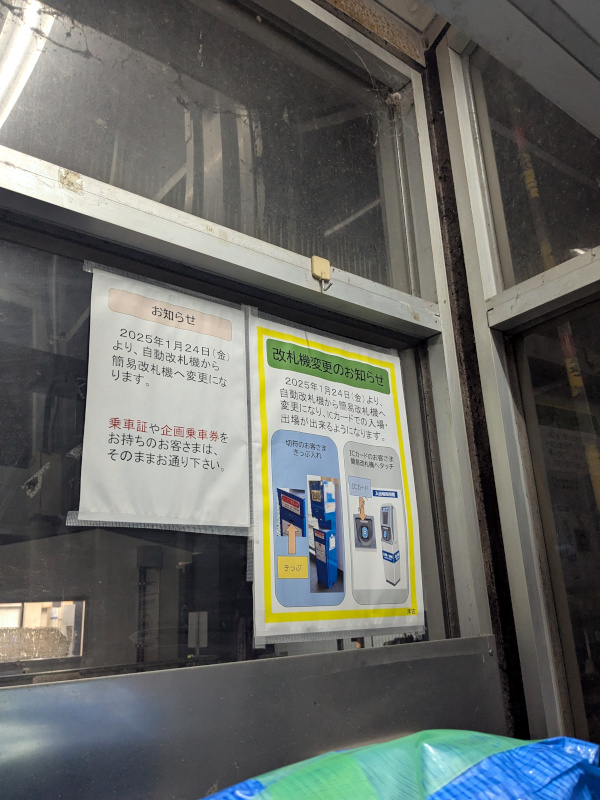 お知らせ
2025年1月24日(金)
より、自動改札機から
簡易改札機へ変更にな
ります。
乗車証や企画乗車券を
お持ちのお客さまは、
そのままお通り下さい。
改札機変更のお知らせ
2025年1月24日(金)より、
自動改札機から簡易改札機へ
変更になり、ICカードでの入場・
出場が出来るようになります。
切符のお客さま
きっぷ入れ
きっぷ
ICカードのお客さま
簡易改札機へタッチ
ICカード